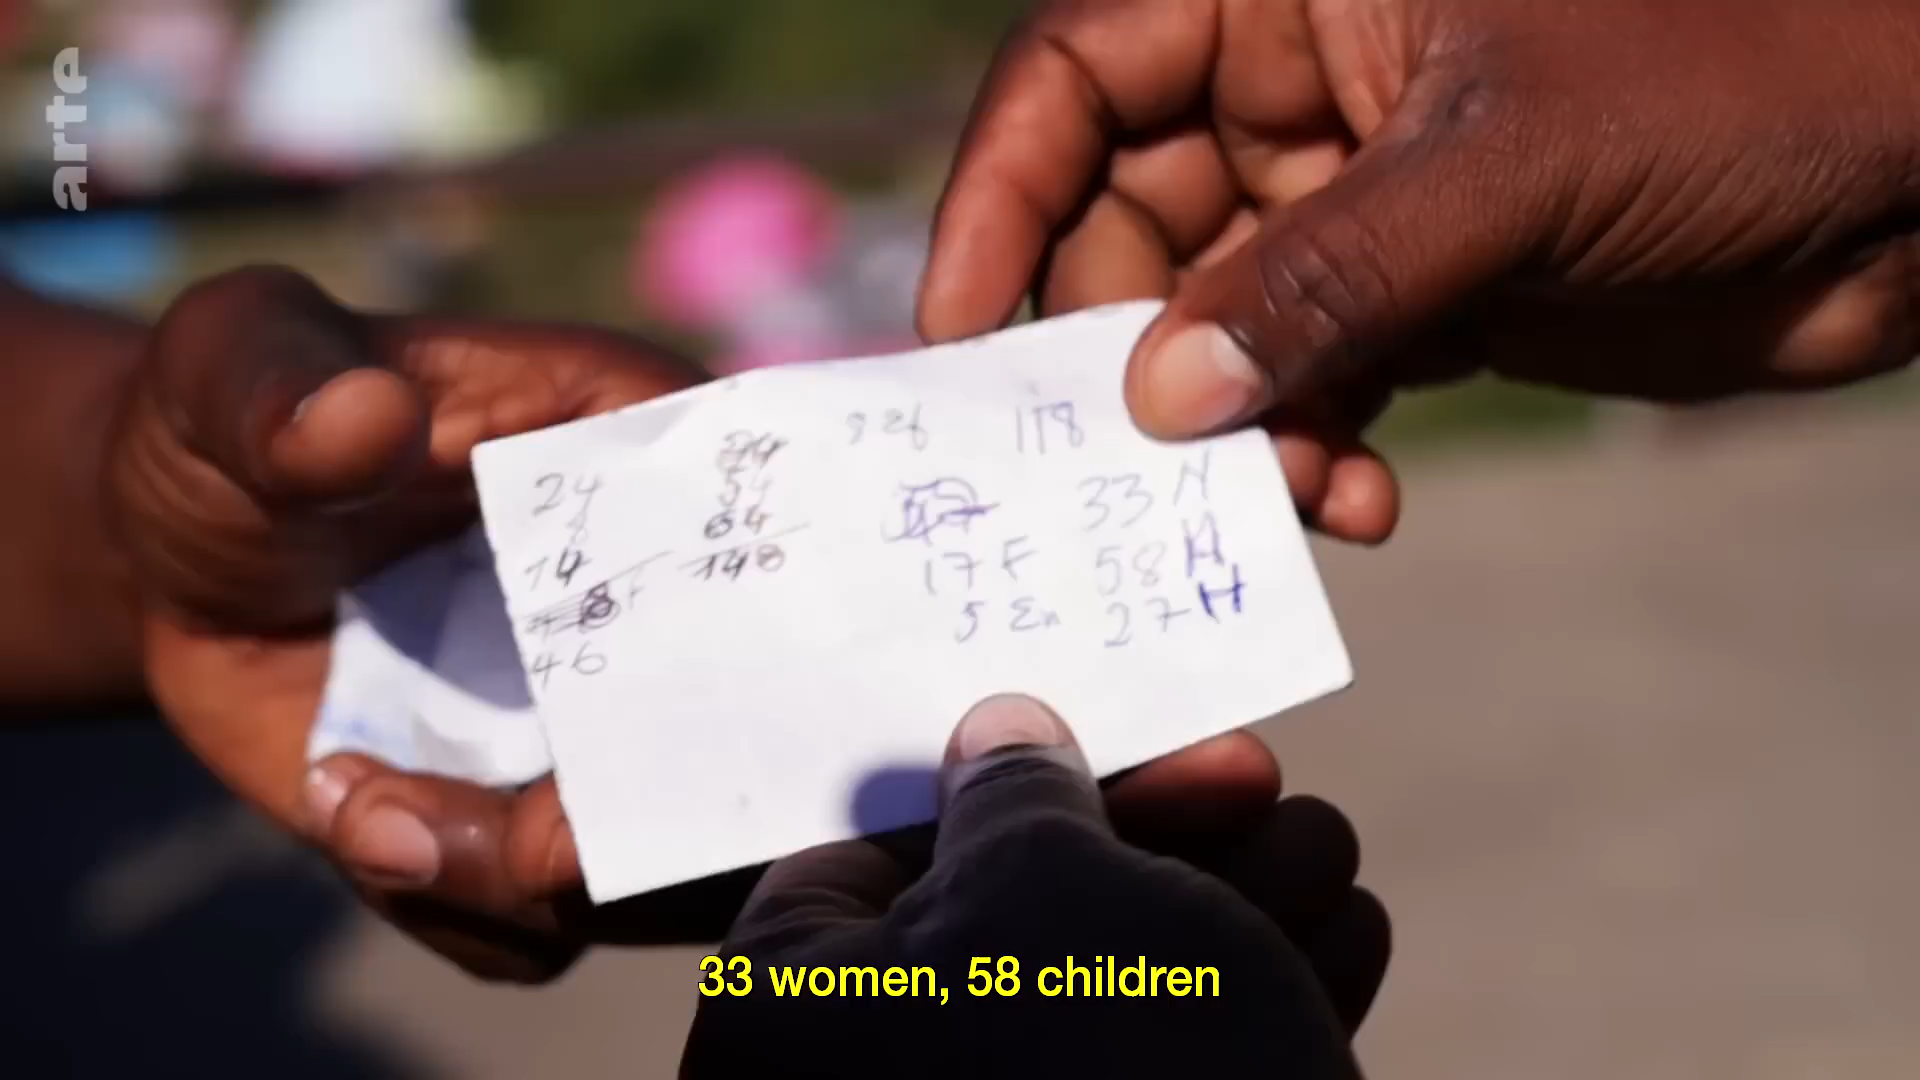 arte
24
8
14
46
24
54
64
148
118
17 F
5 En
33 H
58 H
27 H
33 women, 58 children